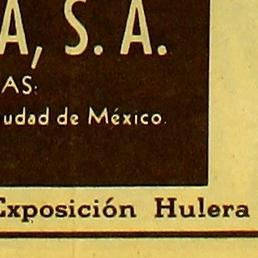 A, S. A.
AS:
udad de México.
Exposición Hulera